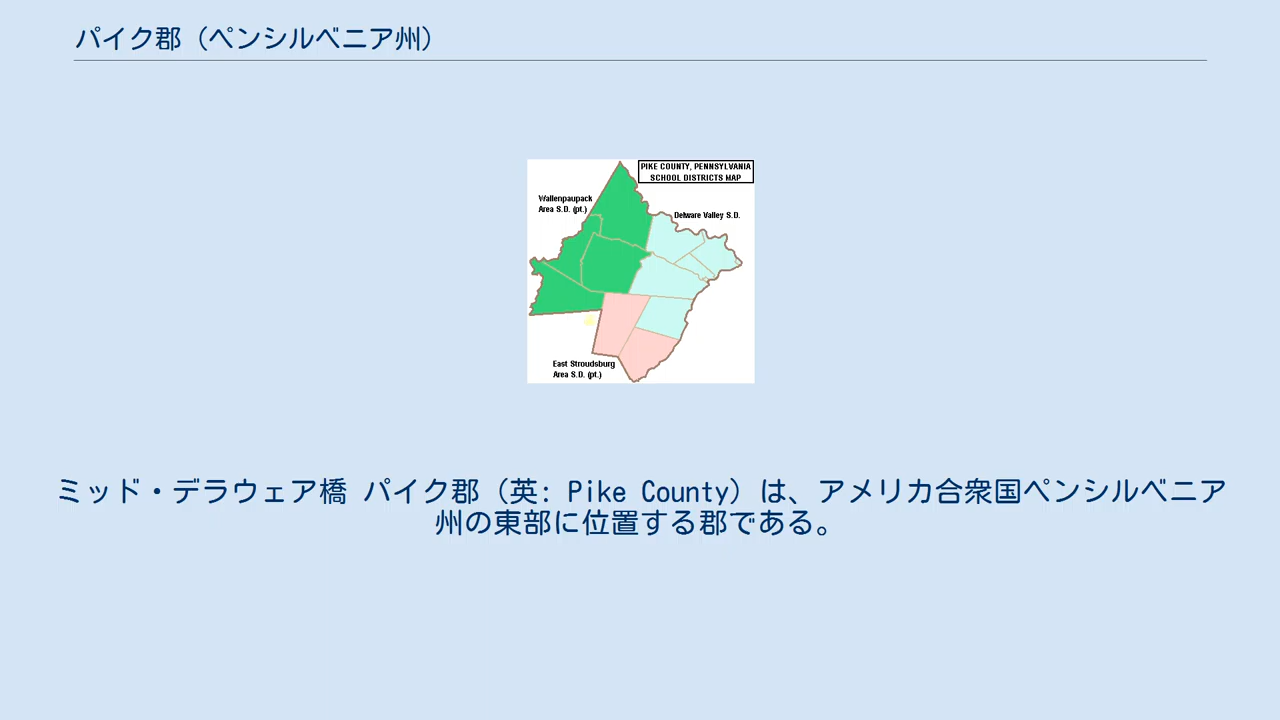 パイク郡（ペンシルベニア州）
PIKE COUNTY, PENNSYLVANIA
SCHOOL DISTRICTS MAP
Wallenpaupack
Area S.D. (pt.)
Delware Valley S.D.
East Stroudsburg
Area S.D. (pt.)
ミッド・デラウェア橋 パイク郡（英: Pike County）は、アメリカ合衆国ペンシルベニア
州の東部に位置する郡である。